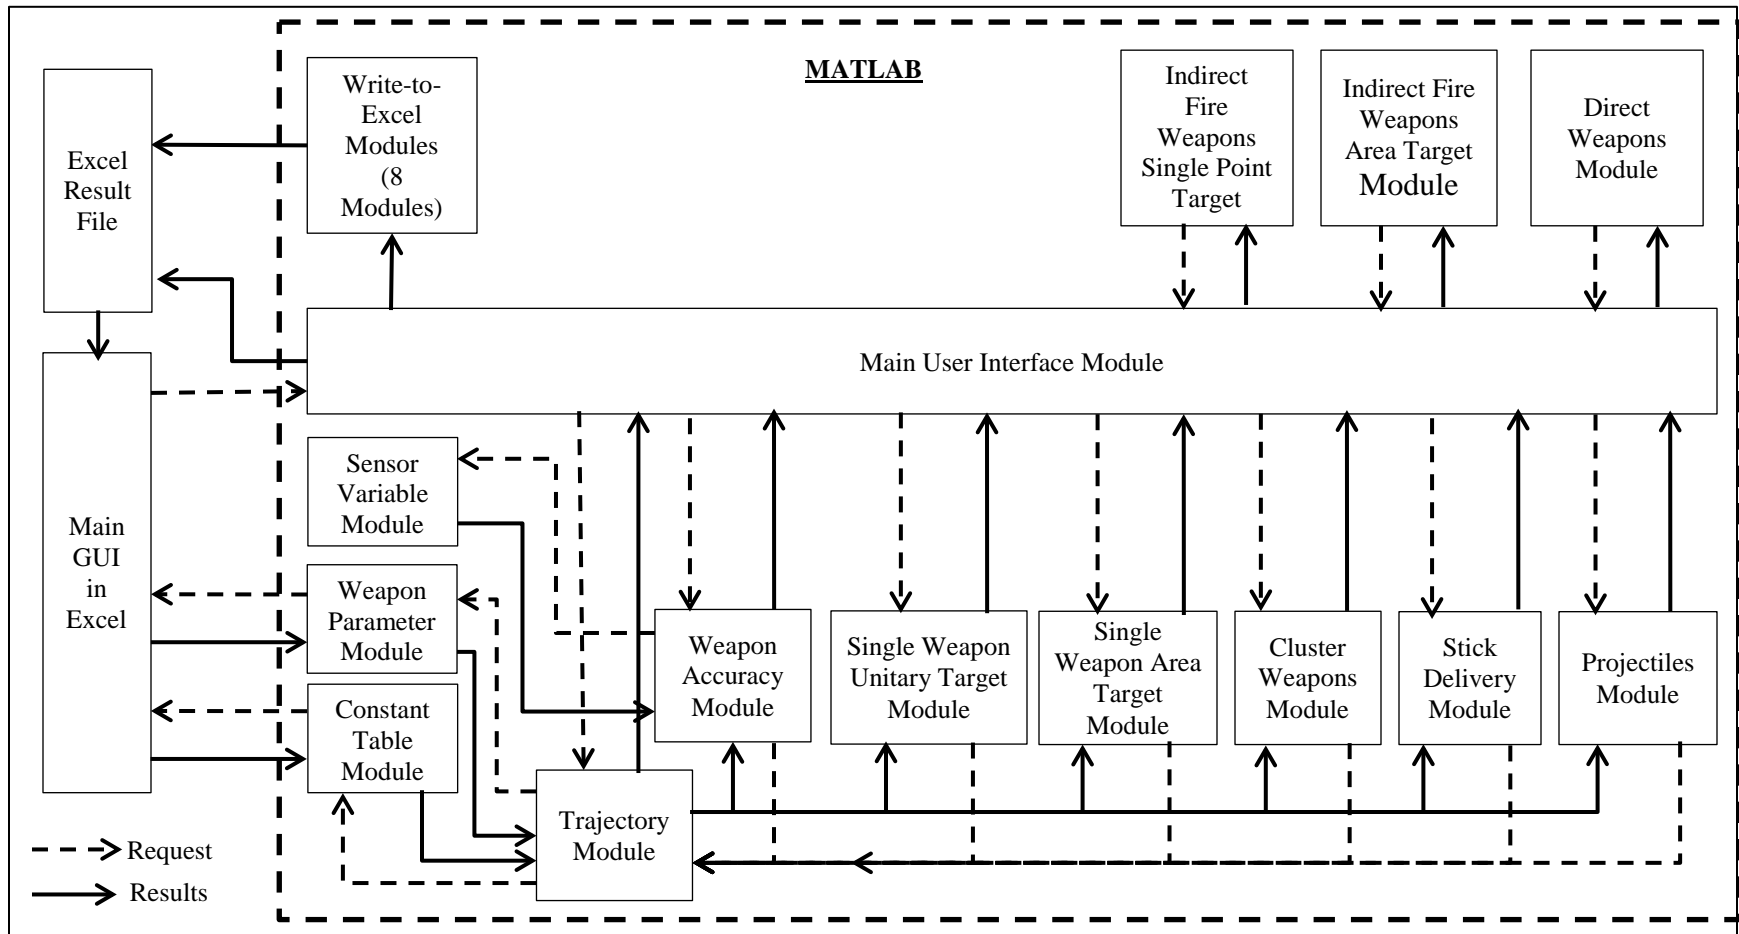 MATLAB
Write-to-
Excel
Modules
(8
Modules)
Indirect
Fire
Weapons
Single Point
Target
Indirect Fire
Weapons
Area Target
Module
Direct
Weapons
Module
Excel
Result
File
Main User Interface Module
Main
GUI
in
Excel
Sensor
Variable
Module
Weapon
Parameter
Module
Constant
Table
Module
Weapon
Accuracy
Module
Single Weapon
Unitary Target
Module
Single
Weapon Area
Target
Module
Cluster
Weapons
Module
Stick
Delivery
Module
Projectiles
Module
Trajectory
Module
Request
Results